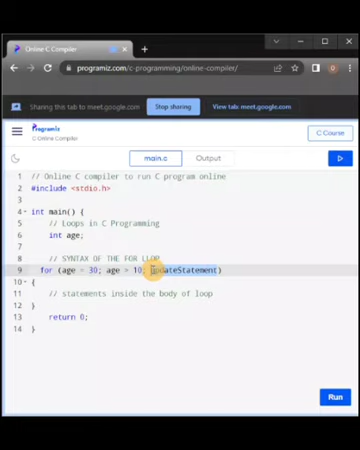 Online C Compiler
programiz.com/c-programming/online-compiler/
Sharing this tab to meet.google.com
Stop sharing
View tab: meet.google.com
Programiz
C Online Compiler
C Course
main.c
Output
1 // Online C compiler to run C program online
2 #include <stdio.h>
3
4 int main() {
5 // Loops in C Programming
6 int age;
7
8 // SYNTAX OF THE FOR LLOP
9 for (age = 30; age > 10; updateStatement)
10 {
11 // statements inside the body of loop
12 }
13 return 0;
14 }
Run